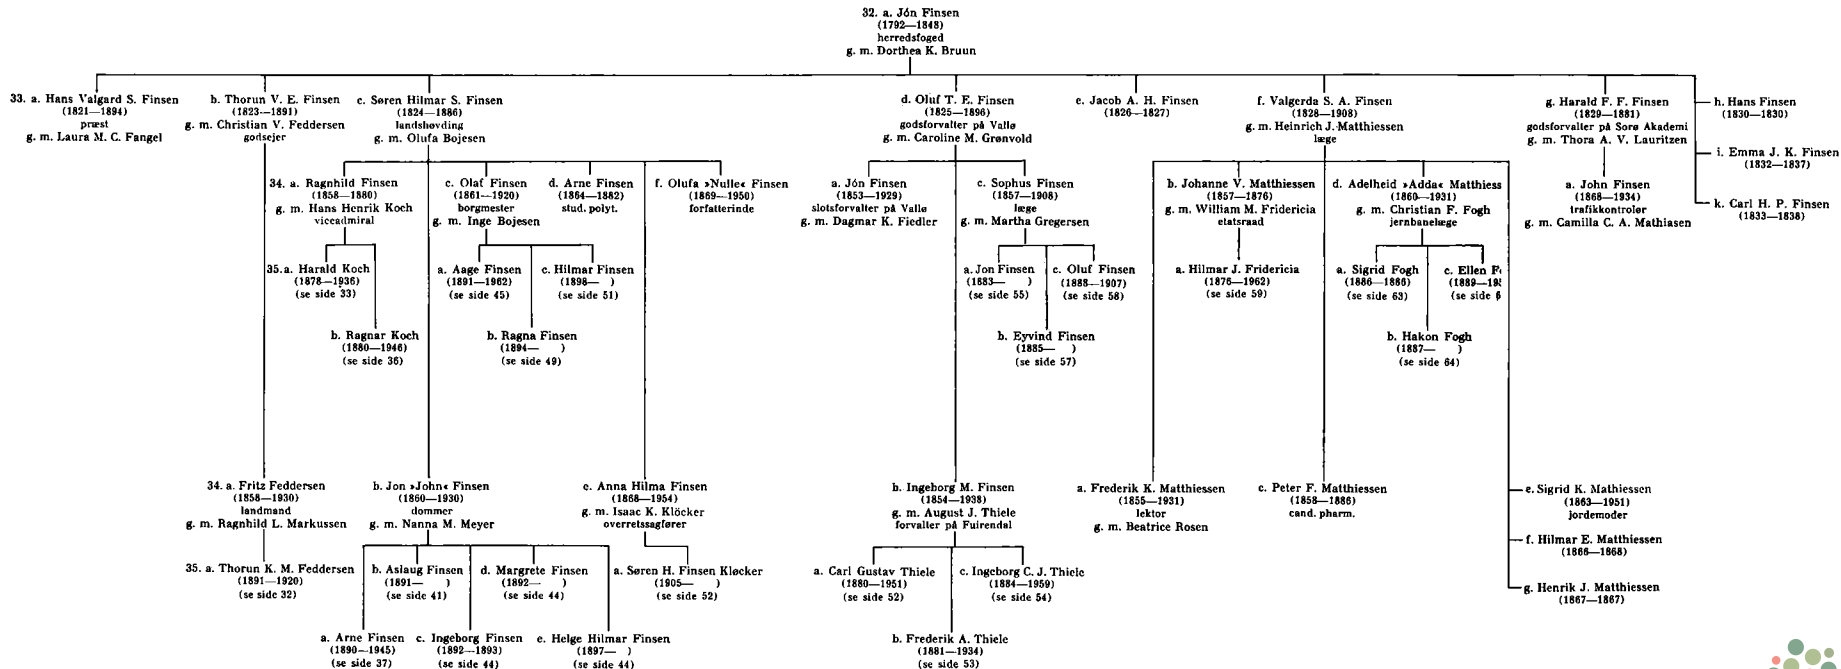 32. a. Jón Finsen
(1792—1848)
herredsfoged
g. m. Dorthea K. Bruun
33. a. Hans Valgard S. Finsen
(1821—1894)
præst
g. m. Laura M. C. Fangel
b. Thorun V. E. Finsen
(1823—1891)
g. m. Christian V. Feddersen
godsejer
c. Søren Hilmar S. Finsen
(1824—1886)
landshøvding
g. m. Olufa Bojesen
d. Oluf T. E. Finsen
(1825—1896)
godsforvalter på Vallø
g. m. Caroline M. Grønvold
e. Jacob A. H. Finsen
(1826—1827)
f. Valgerda S. A. Finsen
(1828—1908)
g. m. Heinrich J. Matthiessen
læge
g. Harald F. F. Finsen
(1829—1881)
godsforvalter på Sorø Akademi
g. m. Thora A. V. Lauritzen
h. Hans Finsen
(1830—1830)
i. Emma J. K. Finsen
(1832—1837)
k. Carl H. P. Finsen
(1833—1838)
34. a. Ragnhild Finsen
(1858—1880)
g. m. Hans Henrik Koch
viceadmiral
c. Olaf Finsen
(1861—1920)
borgmester
g. m. Inge Bojesen
d. Arne Finsen
(1864—1882)
stud. polyt.
f. Olufa »Nulle« Finsen
(1869—1950)
forfatterinde
a. Jón Finsen
(1853—1929)
slotsforvalter på Vallø
g. m. Dagmar K. Fiedler
c. Sophus Finsen
(1857—1908)
læge
g. m. Martha Gregersen
b. Johanne V. Matthiessen
(1857—1876)
g. m. William M. Fridericia
etatsraad
d. Adelheid »Adda« Matthiess
(1860—1931)
g. m. Christian F. Fogh
jernbanelæge
a. John Finsen
(1868—1934)
trafikkontrolør
g. m. Camilla C. A. Mathiasen
35. a. Harald Koch
(1878—1936)
(se side 33)
a. Aage Finsen
(1891—1962)
(se side 45)
c. Hilmar Finsen
(1898— )
(se side 51)
a. Jon Finsen
(1883— )
(se side 55)
c. Oluf Finsen
(1888—1907)
(se side 58)
a. Hilmar J. Fridericia
(1876—1962)
(se side 59)
a. Sigrid Fogh
(1886—1886)
(se side 63)
c. Ellen F
(1889—19
(se side
b. Ragnar Koch
(1880—1946)
(se side 36)
b. Ragna Finsen
(1894— )
(se side 49)
b. Eyvind Finsen
(1885— )
(se side 57)
b. Hakon Fogh
(1887— )
(se side 64)
34. a. Fritz Feddersen
(1858—1930)
landmand
g. m. Ragnhild L. Markussen
b. Jon »John« Finsen
(1860—1930)
dommer
g. m. Nanna M. Meyer
e. Anna Hilma Finsen
(1868—1954)
g. m. Isaac K. Klöcker
overretssagfører
b. Ingeborg M. Finsen
(1854—1938)
g. m. August J. Thiele
forvalter på Fuirendal
a. Frederik K. Matthiessen
(1855—1931)
lektor
g. m. Beatrice Rosen
c. Peter F. Matthiessen
(1858—1886)
cand. pharm.
e. Sigrid K. Mathiessen
(1863—1951)
jordemoder
f. Hilmar E. Matthiessen
(1866—1868)
g. Henrik J. Matthiessen
(1867—1867)
35. a. Thorun K. M. Feddersen
(1891—1920)
(se side 32)
b. Aslaug Finsen
(1891— )
(se side 41)
d. Margrete Finsen
(1892— )
(se side 44)
a. Søren H. Finsen Kløcker
(1905— )
(se side 52)
a. Carl Gustav Thiele
(1880—1951)
(se side 52)
c. Ingeborg C. J. Thiele
(1884—1959)
(se side 54)
a. Arne Finsen
(1890—1945)
(se side 37)
c. Ingeborg Finsen
(1892—1893)
(se side 44)
e. Helge Hilmar Finsen
(1897— )
(se side 44)
b. Frederik A. Thiele
(1881—1934)
(se side 53)